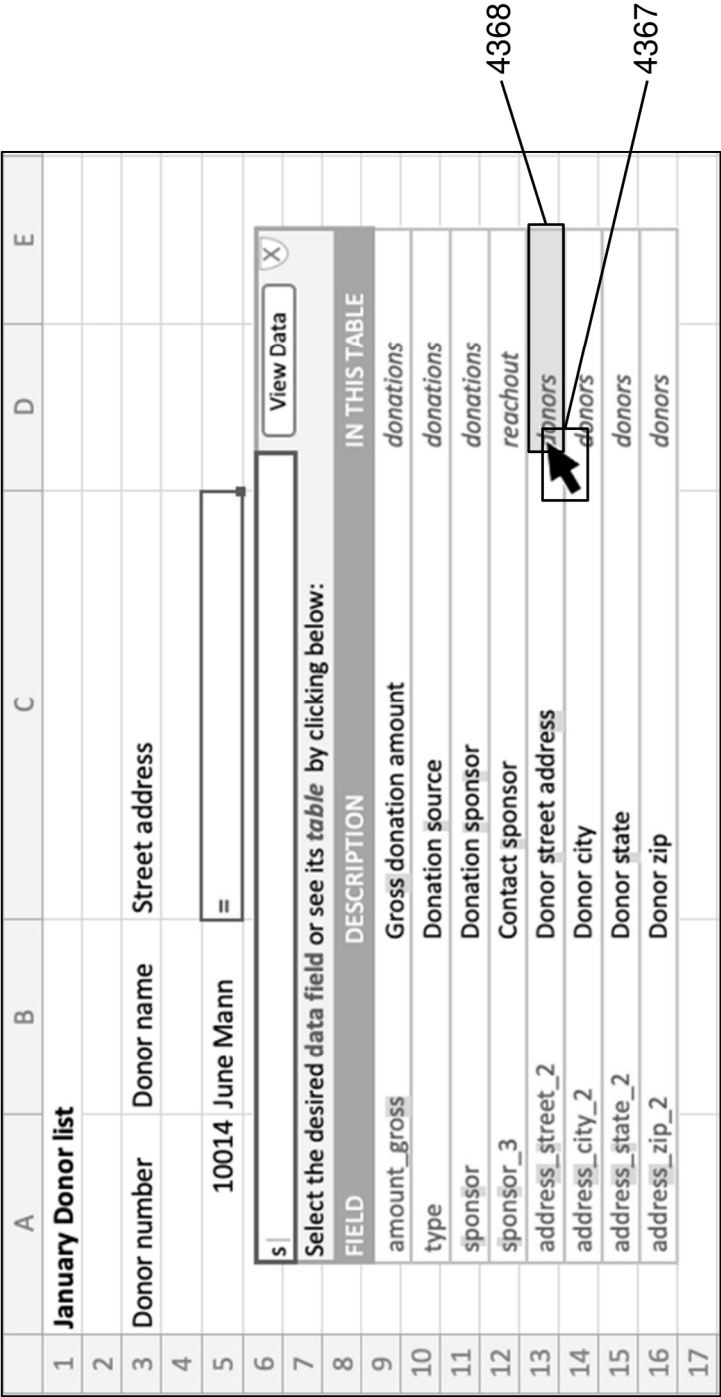 A B C D E
1 January Donor list
2
3 Donor number Donor name Street address
4
5 10014 June Mann =
6 s View Data X
7 Select the desired data field or see its table by clicking below:
8 FIELD DESCRIPTION IN THIS TABLE
9 amount_gross Gross donation amount donations
10 type Donation source donations
11 sponsor Donation sponsor donations
12 sponsor_3 Contact sponsor reachout
13 address_street_2 Donor street address donors
14 address_city_2 Donor city donors
15 address_state_2 Donor state donors
16 address_zip_2 Donor zip donors
17
4368
4367